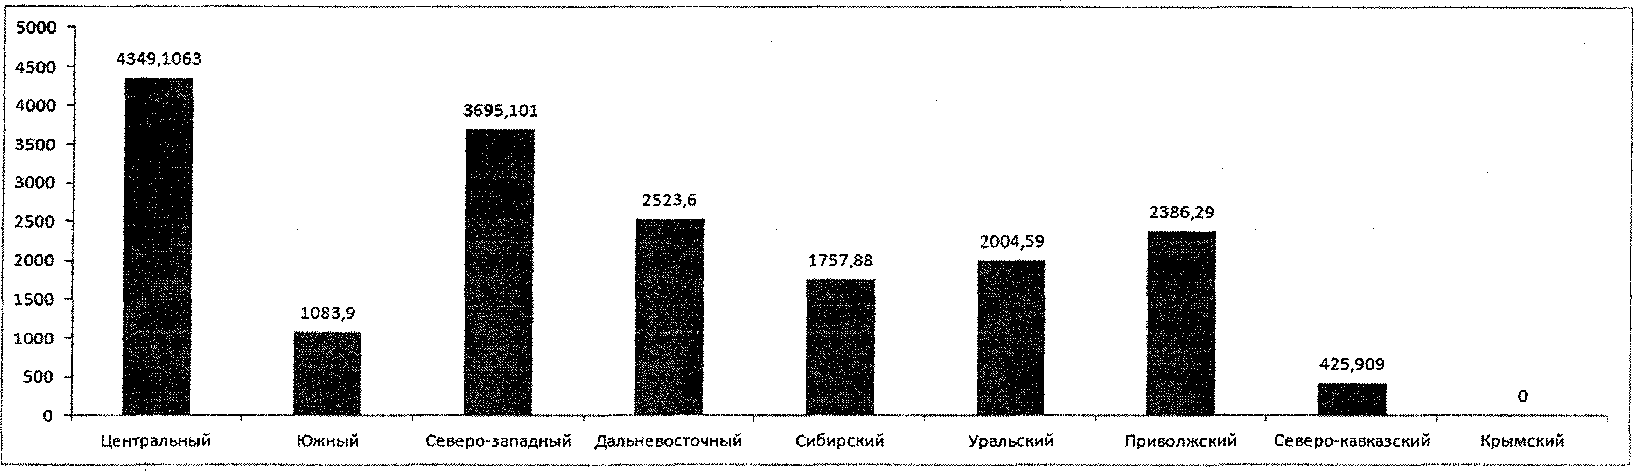 5000
4500
4000
3500
3000
2500
2000
1500
1000
500
0
4349,1063
1083,9
3695,101
2523,6
1757,88
2004,59
2386,29
425,909
0
Центральный
Южный
Северо-западный
Дальневосточный
Сибирский
Уральский
Приволжский
Северо-кавказский
Крымский